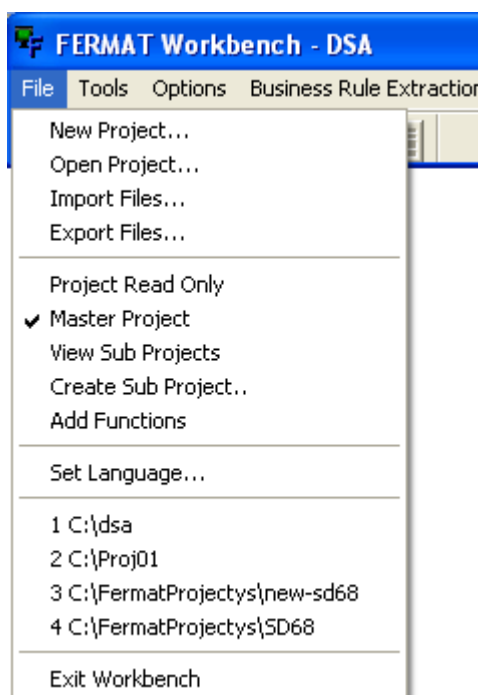 FERMAT Workbench - DSA
File Tools Options Business Rule Extraction
New Project...
Open Project...
Import Files...
Export Files...
Project Read Only
Master Project
View Sub Projects
Create Sub Project..
Add Functions
Set Language...
1 C:\dsa
2 C:\Proj01
3 C:\FermatProjectys\new-sd68
4 C:\FermatProjectys\SD68
Exit Workbench